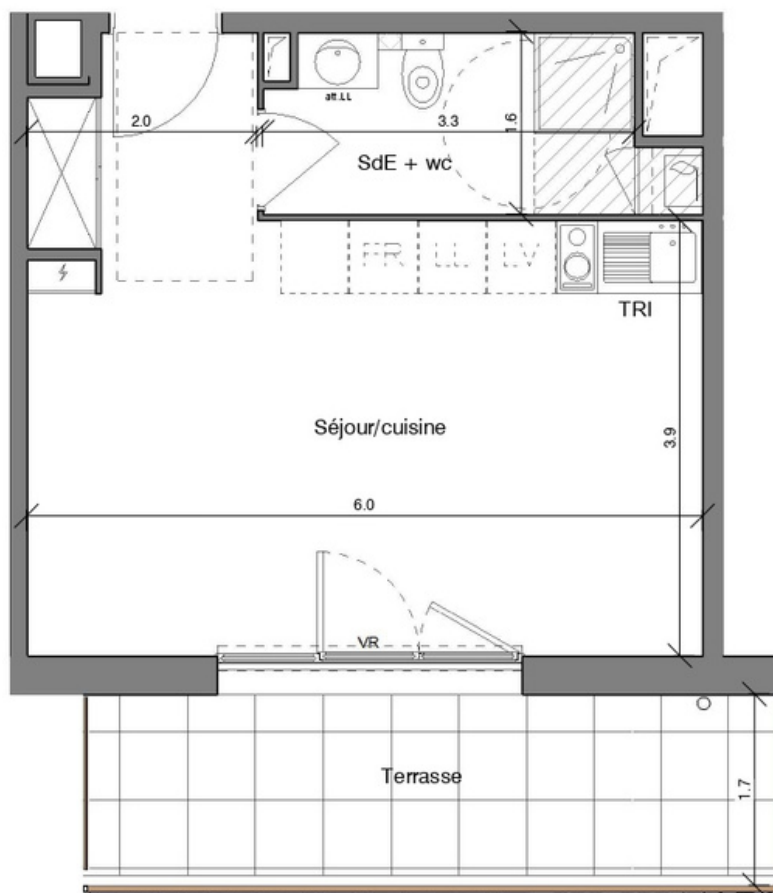 att.LL
2.0
3.3
1.6
SdE + wc
FR
LL
LV
TRI
Séjour/cuisine
3.9
6.0
VR
Terrasse
1.7